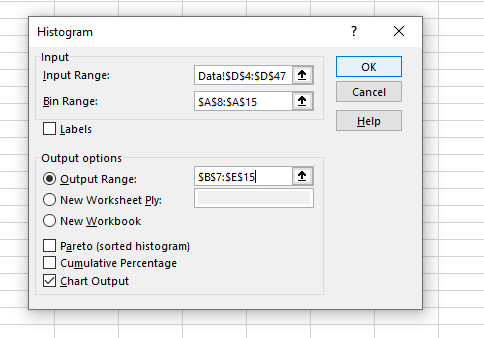 Histogram
? ×
Input
Input Range: Data!$D$4:$D$47
Bin Range: $A$8:$A$15
Labels
OK
Cancel
Help
Output options
Output Range: $B$7:$E$15
New Worksheet Ply:
New Workbook
Pareto (sorted histogram)
Cumulative Percentage
Chart Output